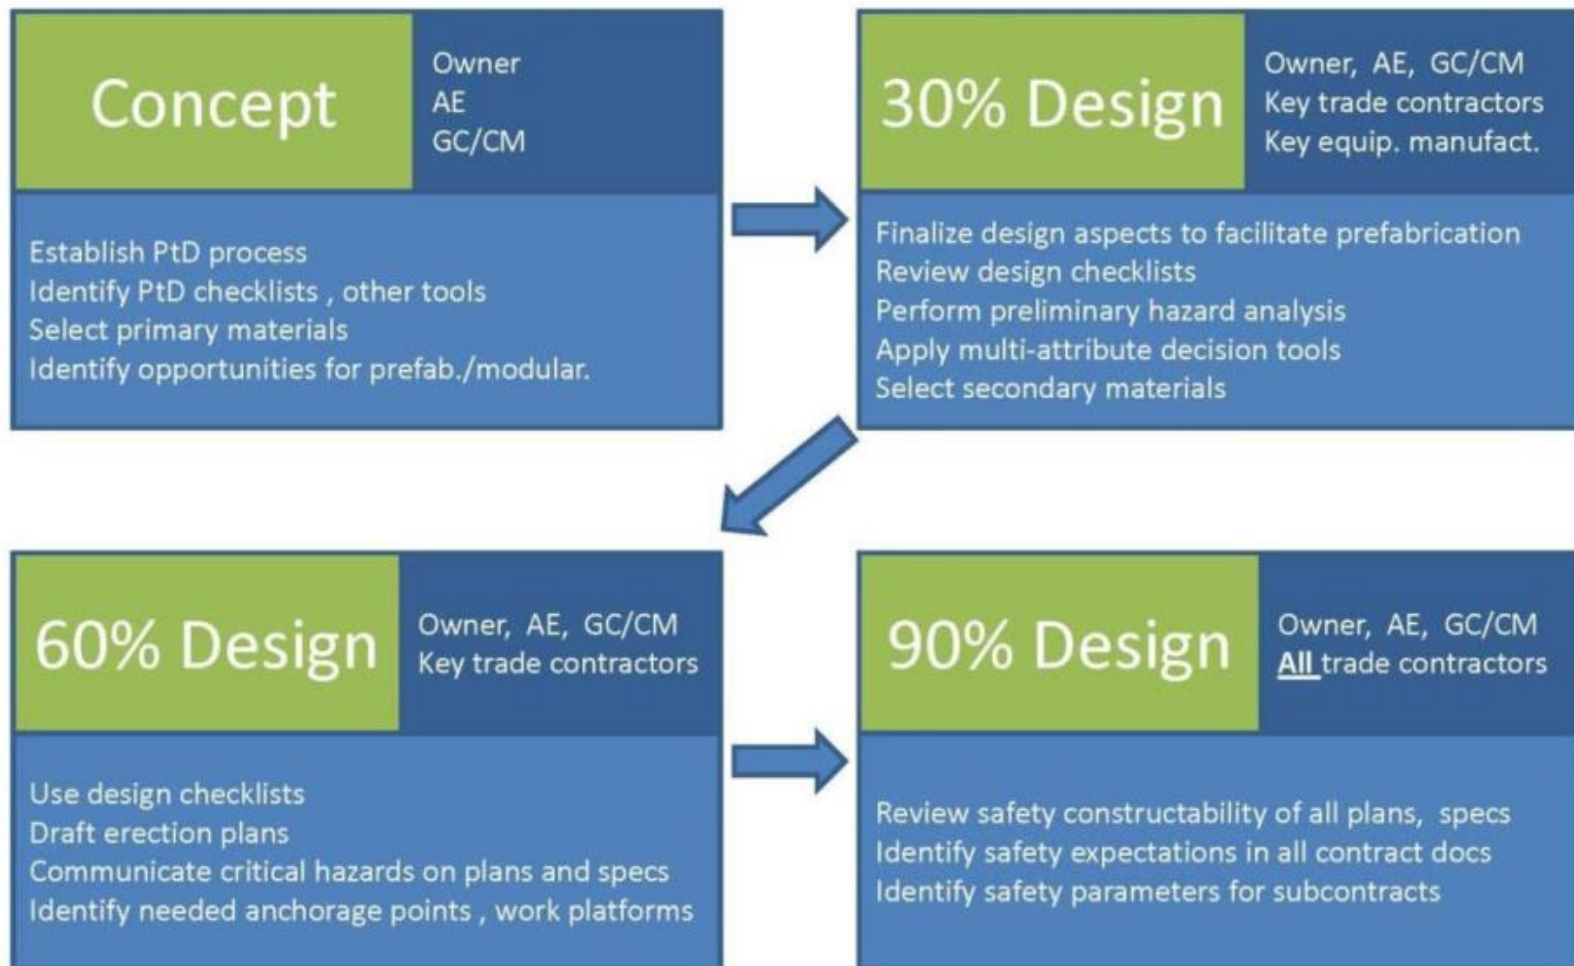 Concept
Owner
AE
GC/CM
Establish PtD process
Identify PtD checklists , other tools
Select primary materials
Identify opportunities for prefab./modular.
30% Design
Owner, AE, GC/CM
Key trade contractors
Key equip. manufact.
Finalize design aspects to facilitate prefabrication
Review design checklists
Perform preliminary hazard analysis
Apply multi-attribute decision tools
Select secondary materials
60% Design
Owner, AE, GC/CM
Key trade contractors
Use design checklists
Draft erection plans
Communicate critical hazards on plans and specs
Identify needed anchorage points , work platforms
90% Design
Owner, AE, GC/CM
All trade contractors
Review safety constructability of all plans, specs
Identify safety expectations in all contract docs
Identify safety parameters for subcontracts